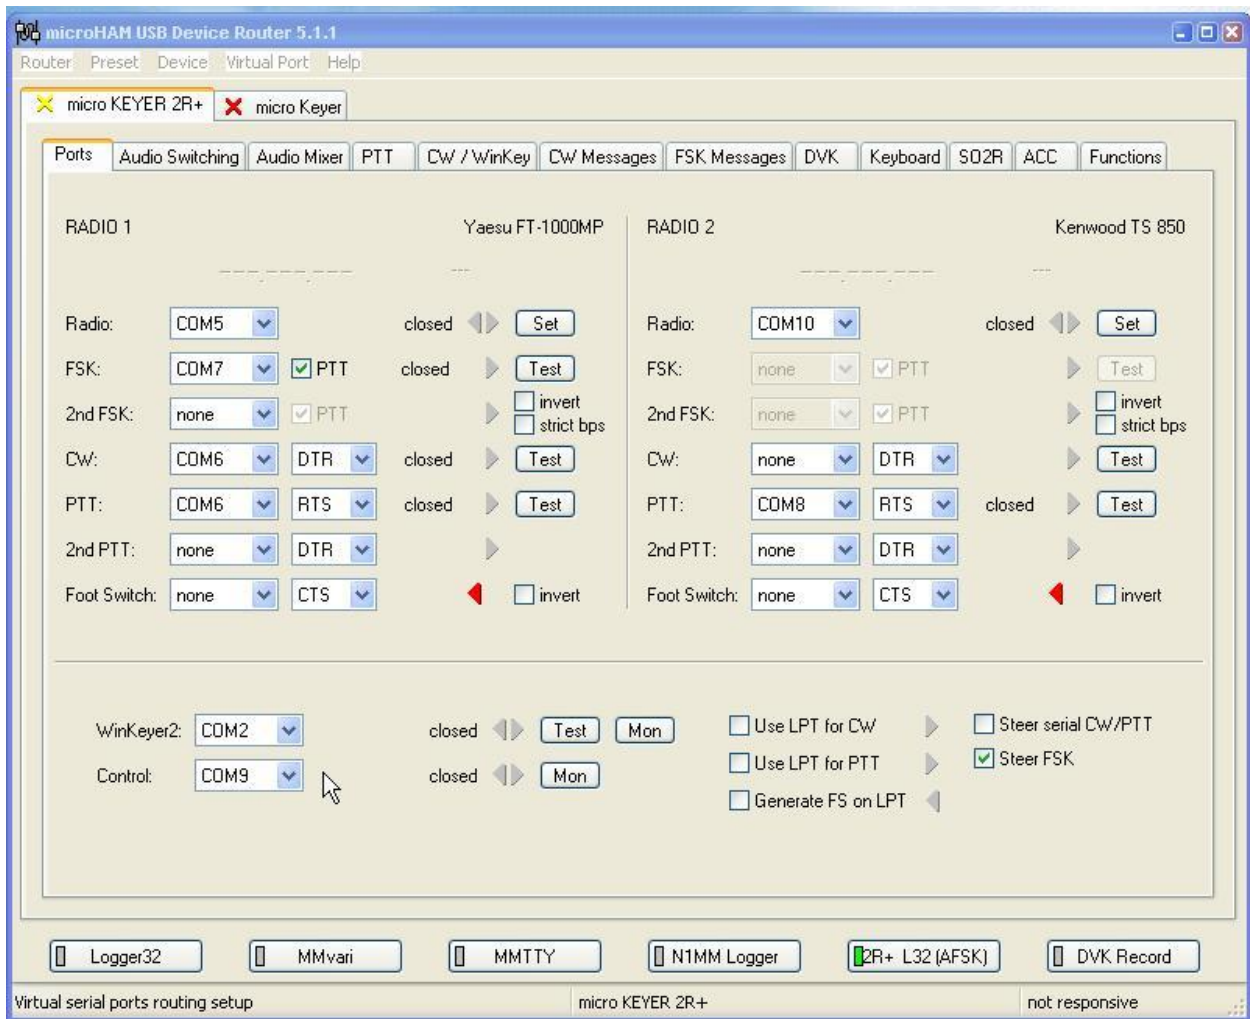 microHAM USB Device Router 5.1.1
Router Preset Device Virtual Port Help
micro KEYER 2R+ micro Keyer
Ports Audio Switching Audio Mixer PTT CW / WinKey CW Messages FSK Messages DVK Keyboard SO2R ACC Functions
RADIO 1 Yaesu FT-1000MP RADIO 2 Kenwood TS 850
---.---.--- --- ---.---.--- ---
Radio: COM5 closed Set Radio: COM10 closed Set
FSK: COM7 PTT closed Test FSK: none PTT Test
2nd FSK: none PTT invert 2nd FSK: none PTT invert
strict bps strict bps
CW: COM6 DTR closed Test CW: none DTR Test
PTT: COM6 RTS closed Test PTT: COM8 RTS closed Test
2nd PTT: none DTR 2nd PTT: none DTR
Foot Switch: none CTS invert Foot Switch: none CTS invert
WinKeyer2: COM2 closed Test Mon Use LPT for CW Steer serial CW/PTT
Control: COM9 closed Mon Use LPT for PTT Steer FSK
Generate FS on LPT
Logger32 MMvari MMTTY N1MM Logger 2R+ L32 (AFSK) DVK Record
Virtual serial ports routing setup micro KEYER 2R+ not responsive